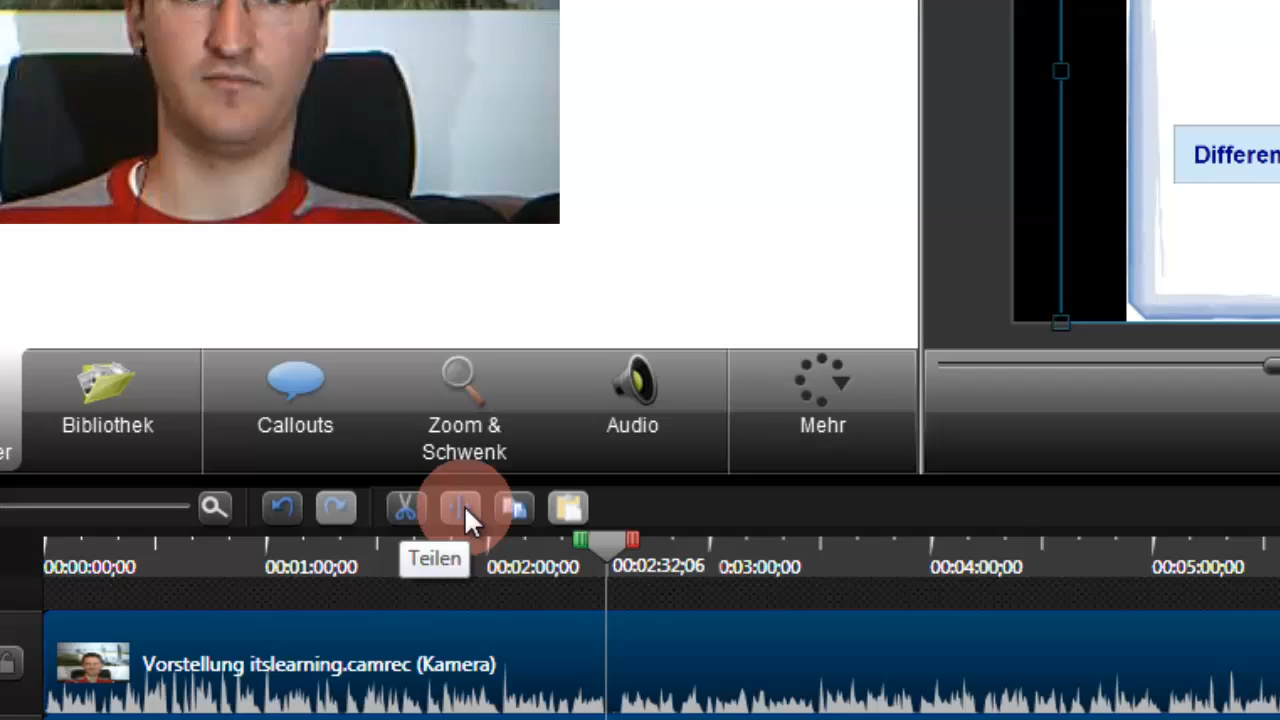 Differen
er
Bibliothek
Callouts
Zoom &
Schwenk
Audio
Mehr
Teilen
00:00:00;00
00:01:00;00
00:02:00;00
00:02:32;06
0:03:00;00
00:04:00;00
00:05:00;00
Vorstellung itslearning.camrec (Kamera)